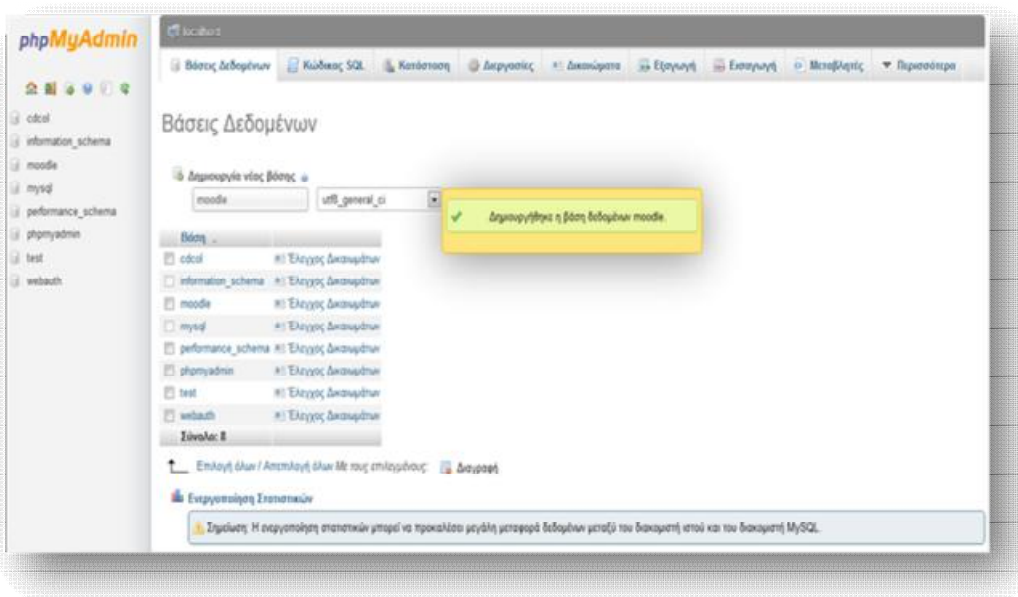 phpMyAdmin
cdcol
information_schema
moodle
mysql
performance_schema
phpmyadmin
test
webauth
localhost
Βάσεις Δεδομένων Κώδικας SQL Κατάσταση Διεργασίες Δικαιώματα Εξαγωγή Εισαγωγή Μεταβλητές Περισσότερα
Βάσεις Δεδομένων
Δημιουργία νέας βάσης
moodle utf8_general_ci
Δημιουργήθηκε η βάση δεδομένων moodle.
Βάση
cdcol Έλεγχος Δικαιωμάτων
information_schema Έλεγχος Δικαιωμάτων
moodle Έλεγχος Δικαιωμάτων
mysql Έλεγχος Δικαιωμάτων
performance_schema Έλεγχος Δικαιωμάτων
phpmyadmin Έλεγχος Δικαιωμάτων
test Έλεγχος Δικαιωμάτων
webauth Έλεγχος Δικαιωμάτων
Σύνολο: 8
Επιλογή όλων / Απεπιλογή όλων Με τους επιλεγμένους: Διαγραφή
Ενεργοποίηση Στατιστικών
Σημείωση: Η ενεργοποίηση στατιστικών μπορεί να προκαλέσει μεγάλη μεταφορά δεδομένων μεταξύ του διακομιστή ιστού και του διακομιστή MySQL.